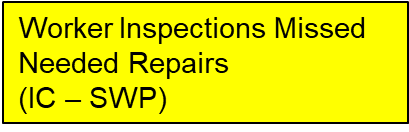 Worker Inspections Missed
Needed Repairs
(IC – SWP)